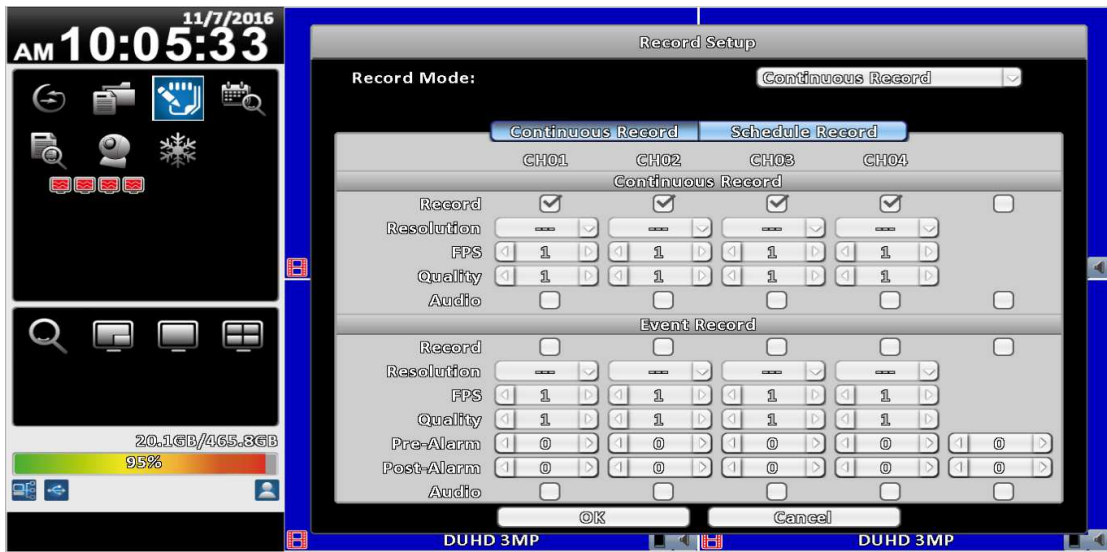 11/7/2016
AM 10:05:33
20.1GB/465.8GB
95%
Record Setup
Record Mode: Continuous Record
Continuous Record Schedule Record
CH01 CH02 CH03 CH04
Continuous Record
Record
Resolution --- --- --- ---
FPS 1 1 1 1
Quality 1 1 1 1
Audio
Event Record
Record
Resolution --- --- --- ---
FPS 1 1 1 1
Quality 1 1 1 1
Pre-Alarm 0 0 0 0 0
Post-Alarm 0 0 0 0 0
Audio
OK Cancel
DUHD 3MP DUHD 3MP